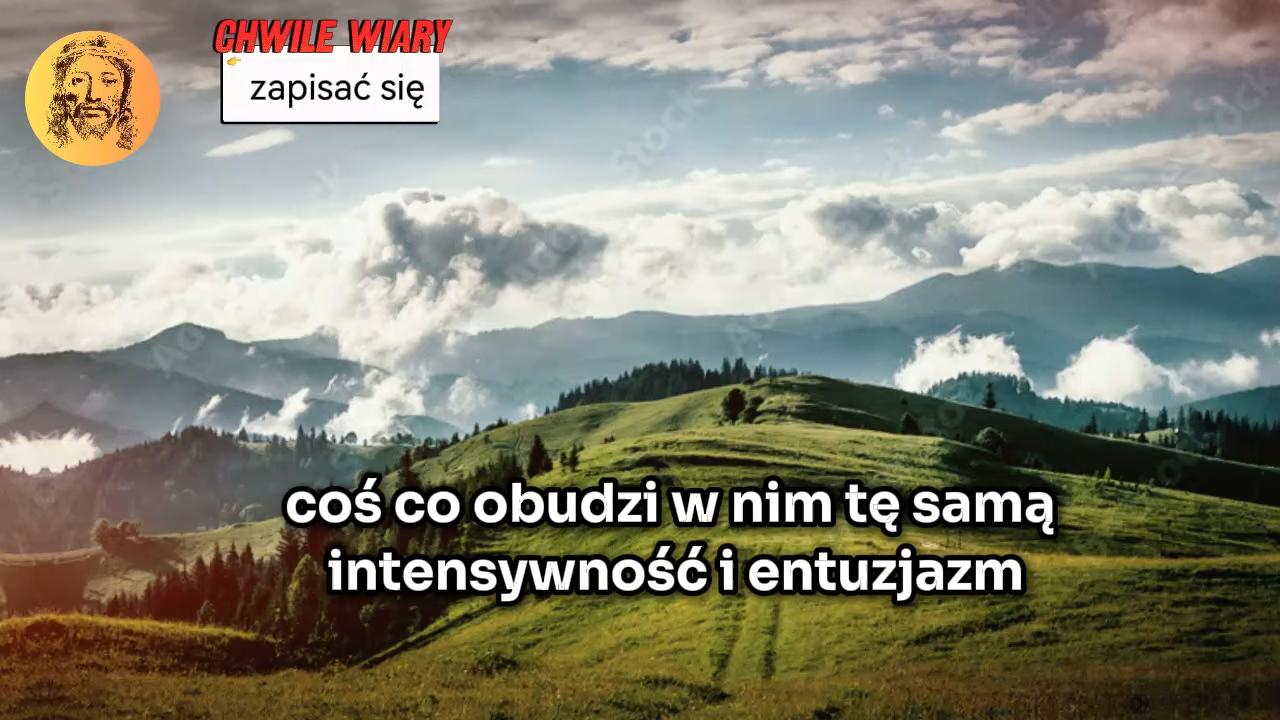 CHWILE WIARY
zapisać się
coś co obudzi w nim tę samą
intensywność i entuzjazm